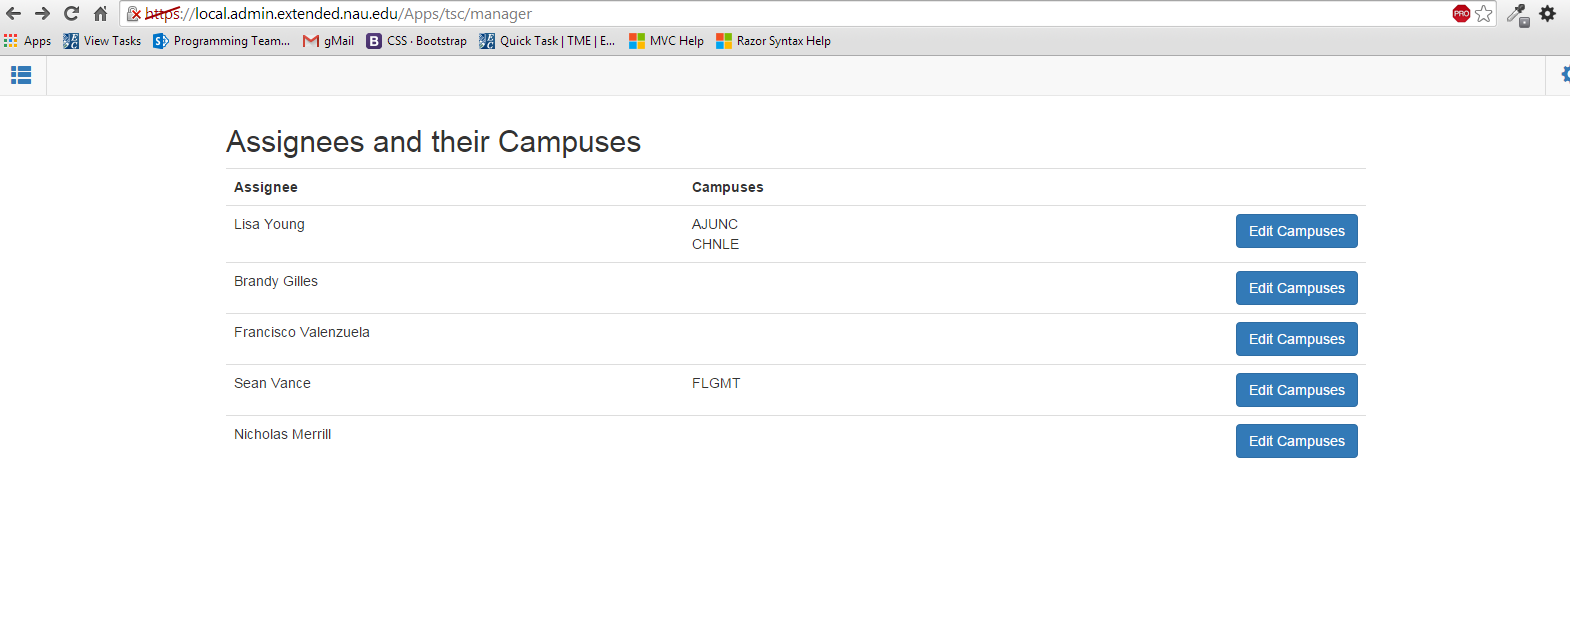 https://local.admin.extended.nau.edu/Apps/tsc/manager PRO
Apps View Tasks Programming Team... gMail B CSS · Bootstrap Quick Task | TME | E... MVC Help Razor Syntax Help
Assignees and their Campuses
Assignee Campuses
Lisa Young AJUNC Edit Campuses
CHNLE
Brandy Gilles Edit Campuses
Francisco Valenzuela Edit Campuses
Sean Vance FLGMT Edit Campuses
Nicholas Merrill Edit Campuses